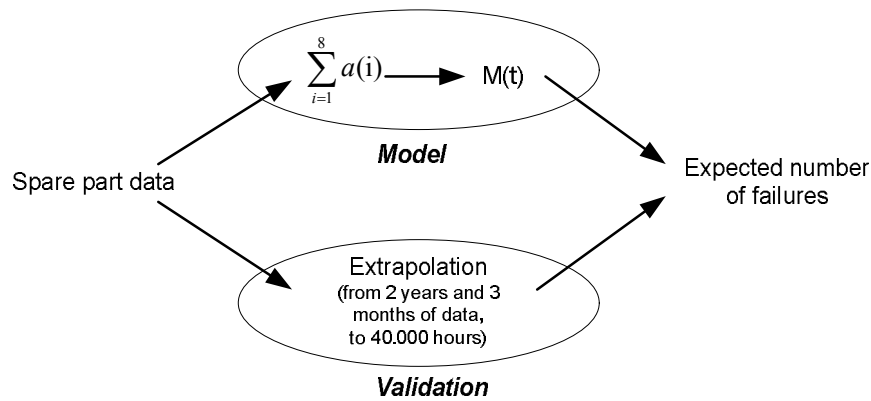 8
∑ a(i)
i=1
M(t)
Model
Spare part data
Expected number
of failures
Extrapolation
(from 2 years and 3
months of data,
to 40.000 hours)
Validation